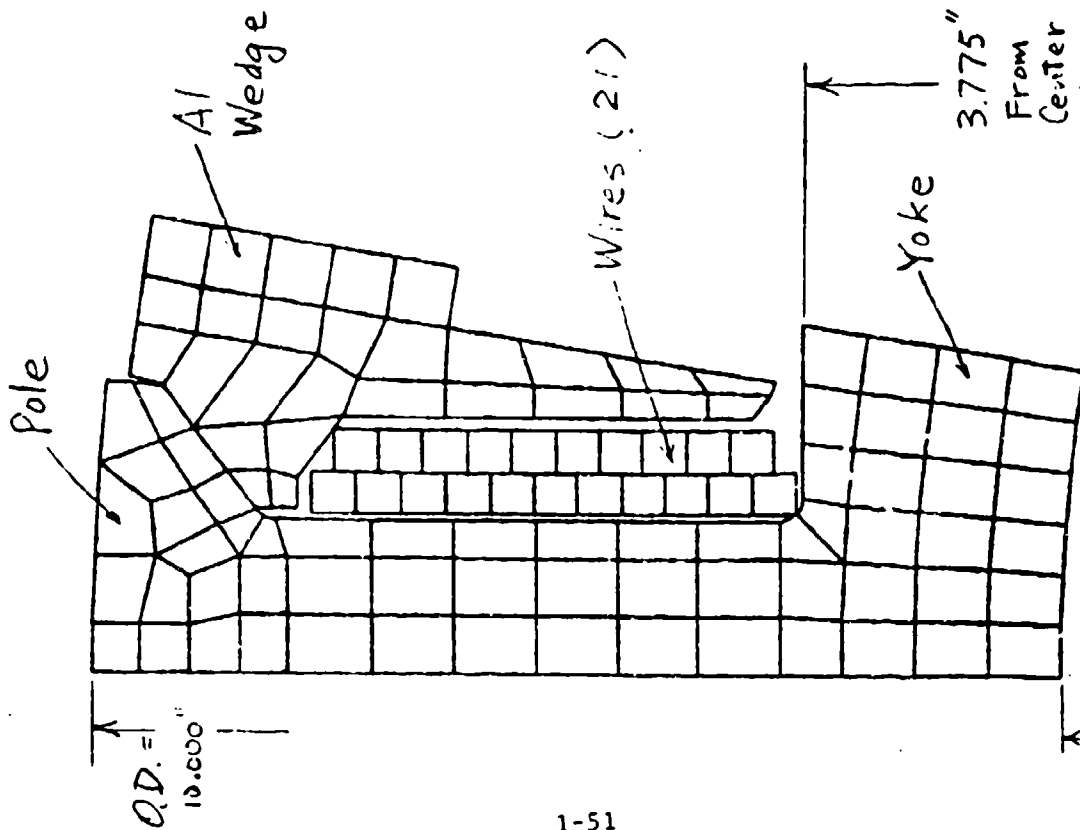 Pole
Al
Wedge
Wires (21)
3.775"
From
Center
Yoke
O.D. =
10.000"
1-51